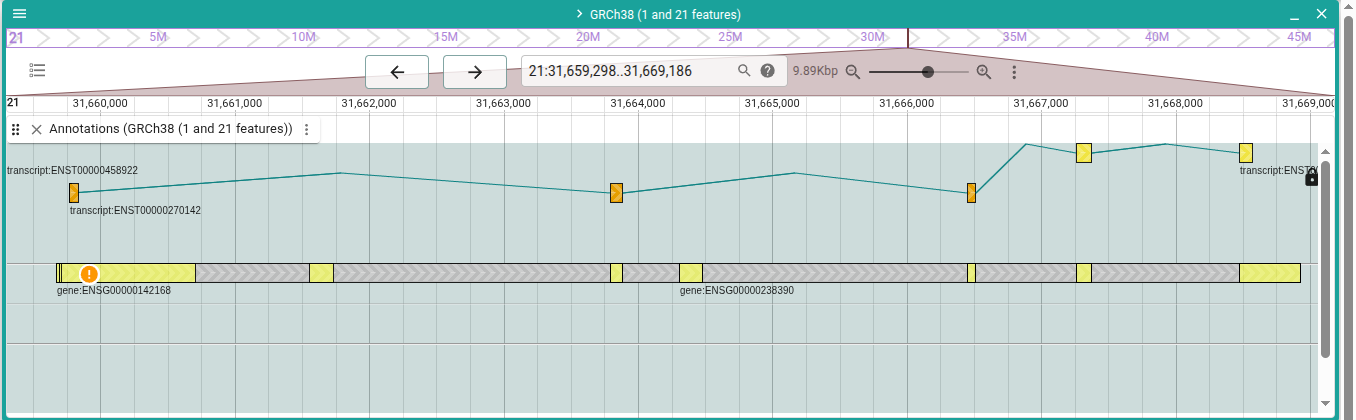 GRCh38 (1 and 21 features)
21 5M 10M 15M 20M 25M 30M 35M 40M 45M
21:31,659,298..31,669,186 9.89Kbp
21 31,660,000 31,661,000 31,662,000 31,663,000 31,664,000 31,665,000 31,666,000 31,667,000 31,668,000 31,669,000
Annotations (GRCh38 (1 and 21 features))
transcript:ENST00000458922
transcript:ENST0
transcript:ENST00000270142
gene:ENSG00000142168 gene:ENSG00000238390